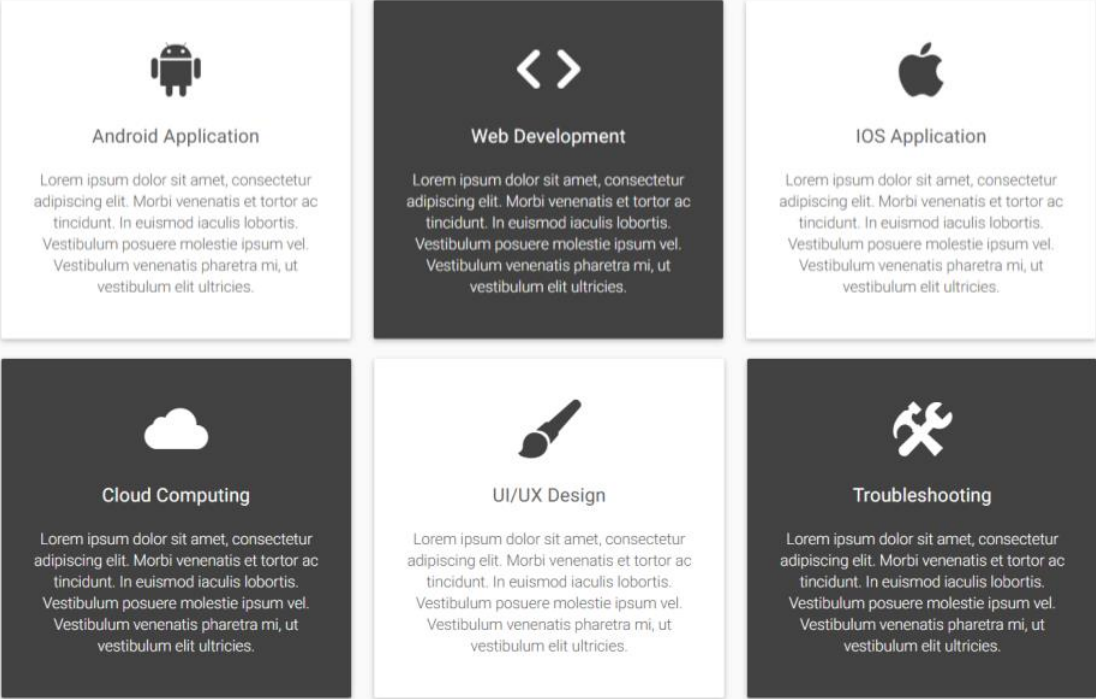 Android Application
Lorem ipsum dolor sit amet, consectetur
adipiscing elit. Morbi venenatis et tortor ac
tincidunt. In euismod iaculis lobortis.
Vestibulum posuere molestie ipsum vel.
Vestibulum venenatis pharetra mi, ut
vestibulum elit ultricies.
Web Development
Lorem ipsum dolor sit amet, consectetur
adipiscing elit. Morbi venenatis et tortor ac
tincidunt. In euismod iaculis lobortis.
Vestibulum posuere molestie ipsum vel.
Vestibulum venenatis pharetra mi, ut
vestibulum elit ultricies.
IOS Application
Lorem ipsum dolor sit amet, consectetur
adipiscing elit. Morbi venenatis et tortor ac
tincidunt. In euismod iaculis lobortis.
Vestibulum posuere molestie ipsum vel.
Vestibulum venenatis pharetra mi, ut
vestibulum elit ultricies.
Cloud Computing
Lorem ipsum dolor sit amet, consectetur
adipiscing elit. Morbi venenatis et tortor ac
tincidunt. In euismod iaculis lobortis.
Vestibulum posuere molestie ipsum vel.
Vestibulum venenatis pharetra mi, ut
vestibulum elit ultricies.
UI/UX Design
Lorem ipsum dolor sit amet, consectetur
adipiscing elit. Morbi venenatis et tortor ac
tincidunt. In euismod iaculis lobortis.
Vestibulum posuere molestie ipsum vel.
Vestibulum venenatis pharetra mi, ut
vestibulum elit ultricies.
Troubleshooting
Lorem ipsum dolor sit amet, consectetur
adipiscing elit. Morbi venenatis et tortor ac
tincidunt. In euismod iaculis lobortis.
Vestibulum posuere molestie ipsum vel.
Vestibulum venenatis pharetra mi, ut
vestibulum elit ultricies.